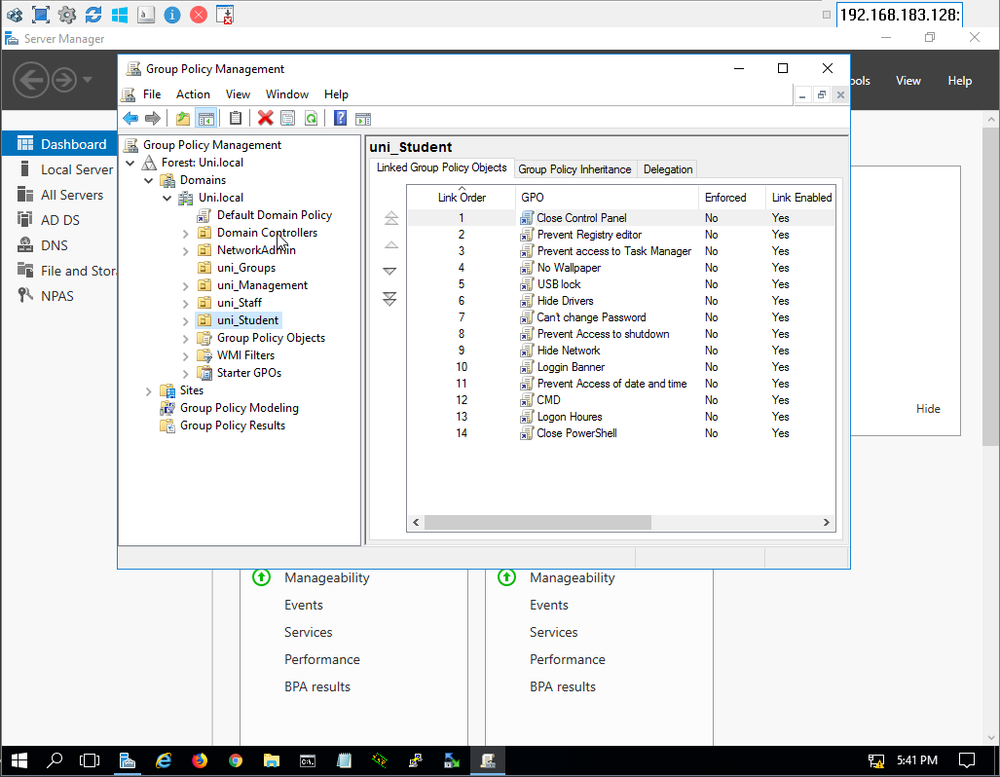 192.168.183.128:
Server Manager
Group Policy Management
File Action View Window Help
ools View Help
Dashboard
Local Server
All Servers
AD DS
DNS
File and Stora
NPAS
Group Policy Management
Forest: Uni.local
Domains
Uni.local
Default Domain Policy
Domain Controllers
NetworkAdmin
uni_Groups
uni_Management
uni_Staff
uni_Student
Group Policy Objects
WMI Filters
Starter GPOs
Sites
Group Policy Modeling
Group Policy Results
uni_Student
Linked Group Policy Objects Group Policy Inheritance Delegation
Link Order GPO Enforced Link Enabled
1 Close Control Panel No Yes
2 Prevent Registry editor No Yes
3 Prevent access to Task Manager No Yes
4 No Wallpaper No Yes
5 USB lock No Yes
6 Hide Drivers No Yes
7 Can't change Password No Yes
8 Prevent Access to shutdown No Yes
9 Hide Network No Yes
10 Loggin Banner No Yes
11 Prevent Access of date and time No Yes
12 CMD No Yes
13 Logon Houres No Yes
14 Close PowerShell No Yes
Hide
Manageability
Events
Services
Performance
BPA results
Manageability
Events
Services
Performance
BPA results
5:41 PM